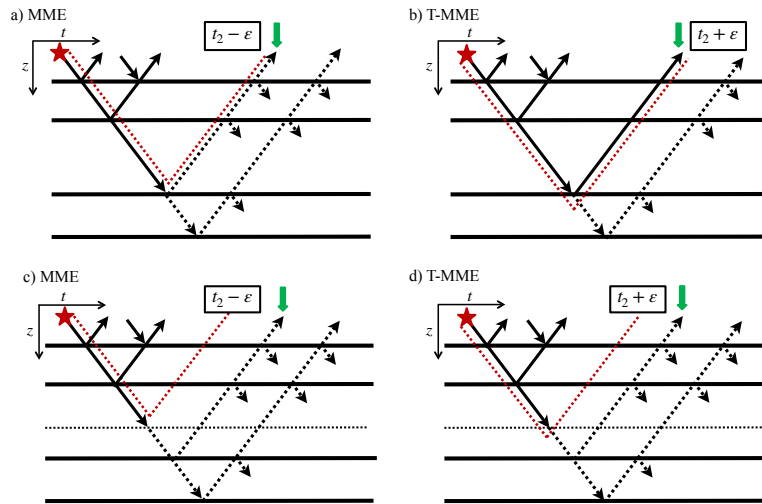 a) MME
t
z
t₂ − ε
b) T-MME
t
z
t₂ + ε
c) MME
t
z
t₂ − ε
d) T-MME
t
z
t₂ + ε